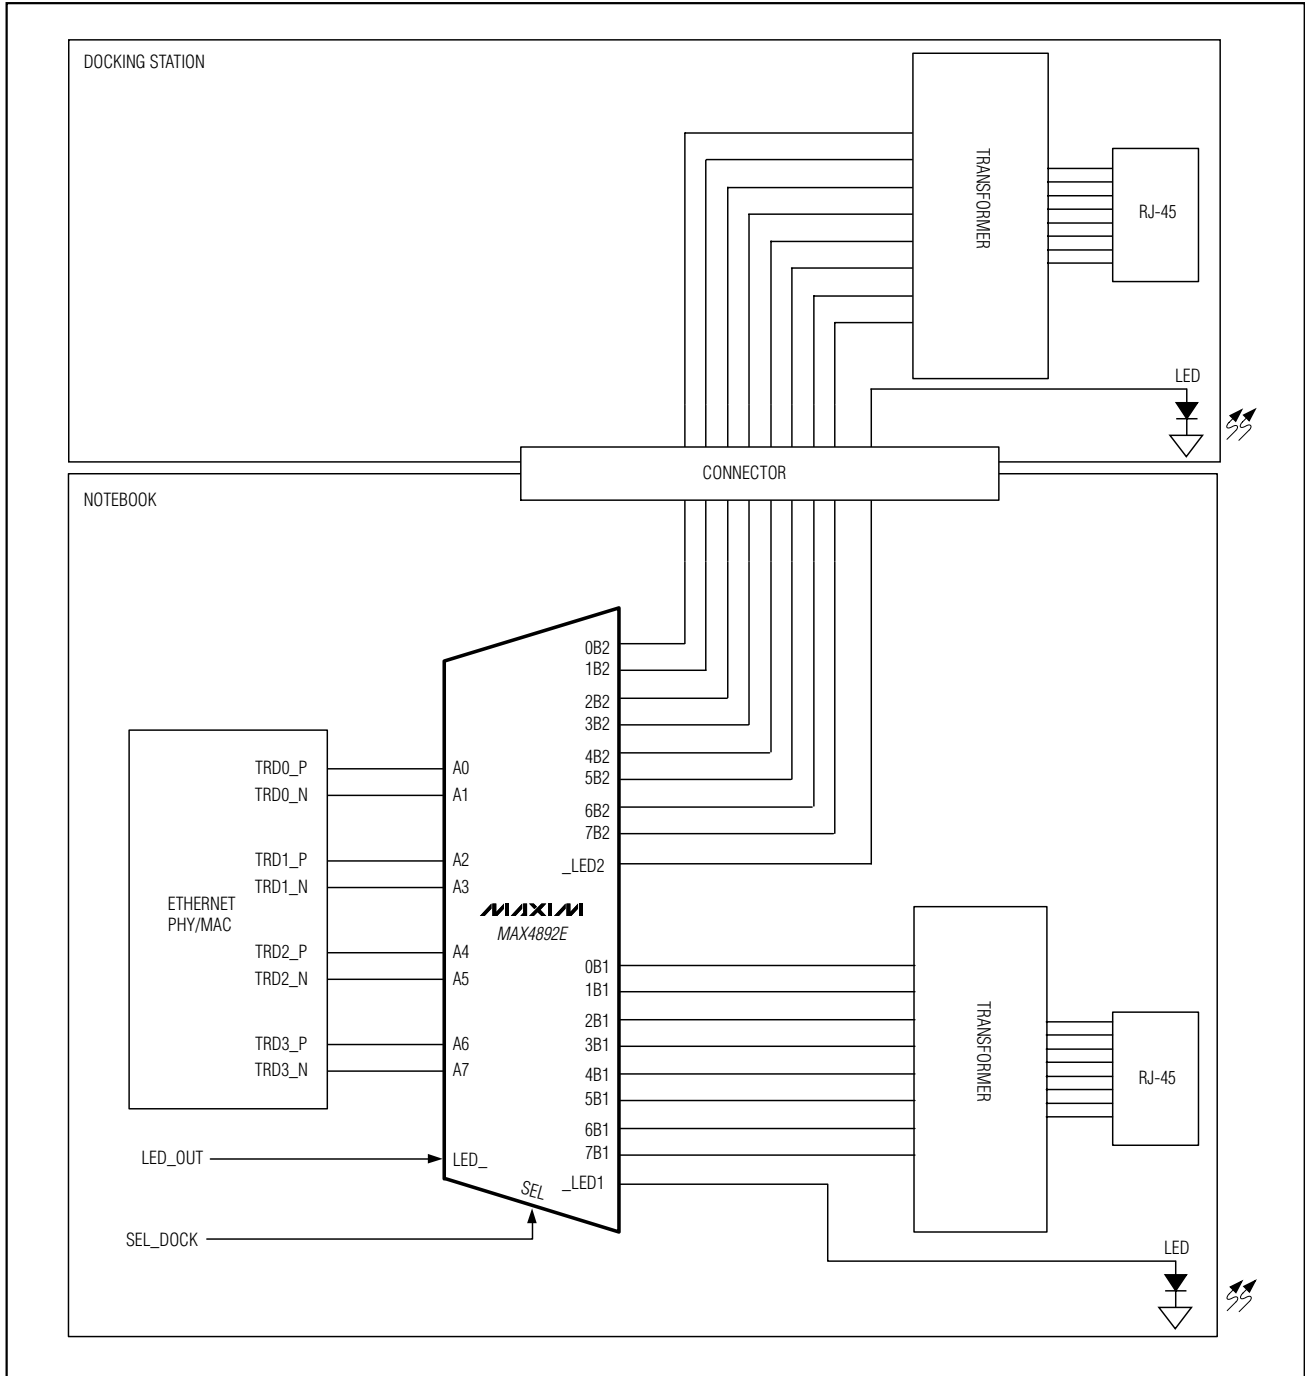 DOCKING STATION
TRANSFORMER
RJ-45
LED
CONNECTOR
NOTEBOOK
0B2
1B2
2B2
3B2
4B2
5B2
6B2
7B2
_LED2
ETHERNET
PHY/MAC
TRD0_P
TRD0_N
TRD1_P
TRD1_N
TRD2_P
TRD2_N
TRD3_P
TRD3_N
A0
A1
A2
A3
A4
A5
A6
A7
MAXIM
MAX4892E
0B1
1B1
2B1
3B1
4B1
5B1
6B1
7B1
_LED1
TRANSFORMER
RJ-45
LED_OUT
LED_
SEL
SEL_DOCK
LED